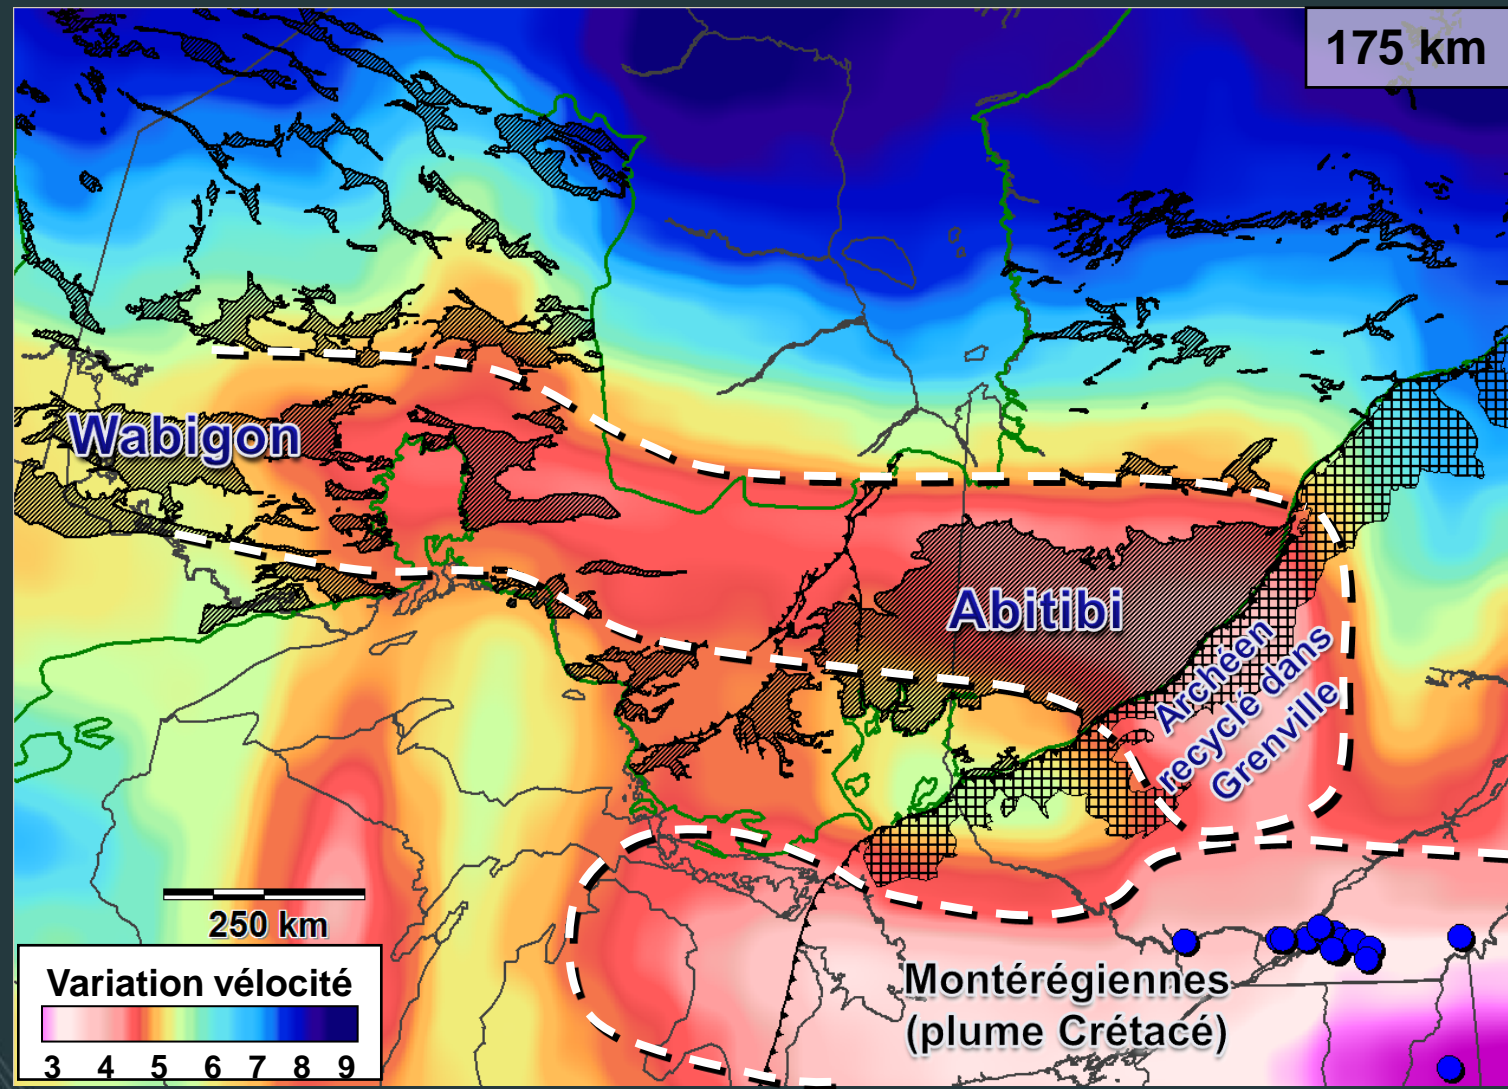 175 km
Wabigon
Abitibi
Archéen
recyclé dans
Grenville
250 km
Variation vélocité
3 4 5 6 7 8 9
Montérégiennes
(plume Crétacé)